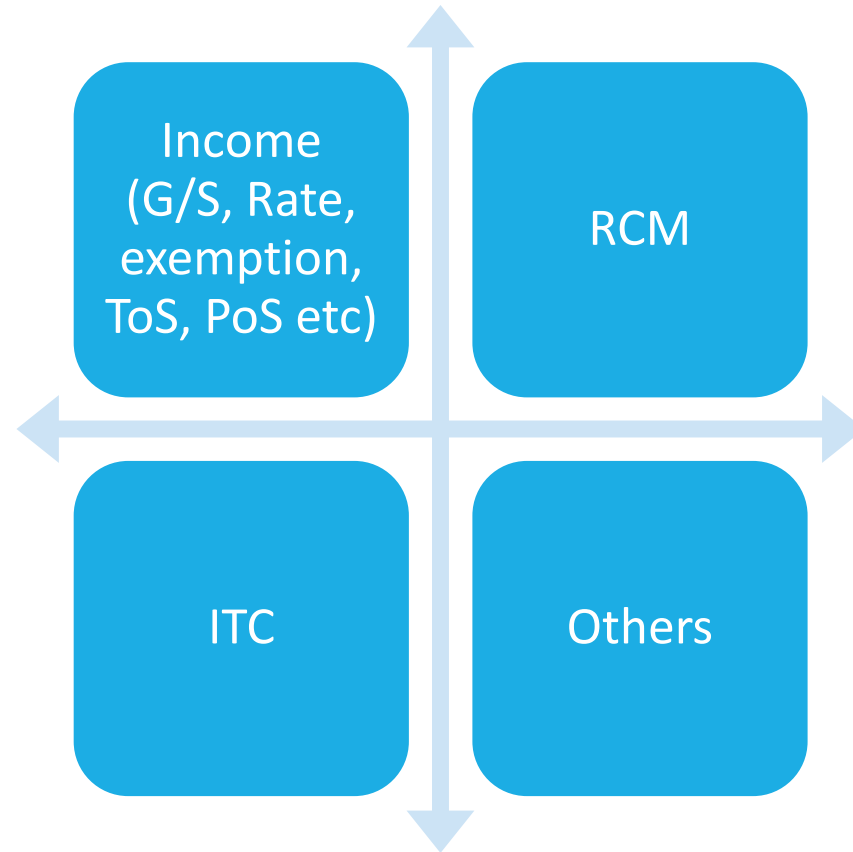 Income
(G/S, Rate,
exemption,
ToS, PoS etc)
RCM
ITC
Others